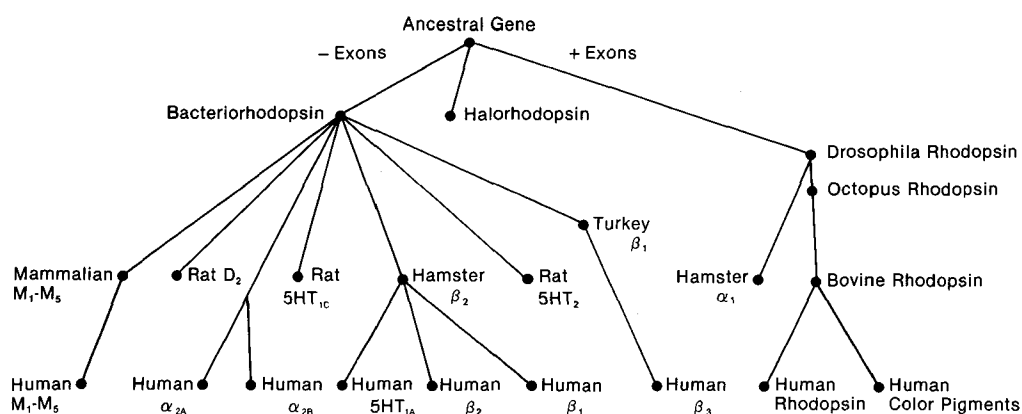 Ancestral Gene
– Exons
+ Exons
Bacteriorhodopsin
Halorhodopsin
Drosophila Rhodopsin
Octopus Rhodopsin
Turkey
β₁
Mammalian
M₁-M₅
Rat D₂
Rat
5HT₁C
Hamster
β₂
Rat
5HT₂
Hamster
α₁
Bovine Rhodopsin
Human
M₁-M₅
Human
α₂A
Human
α₂B
Human
5HT₁A
Human
β₂
Human
β₁
Human
β₃
Human
Rhodopsin
Human
Color Pigments